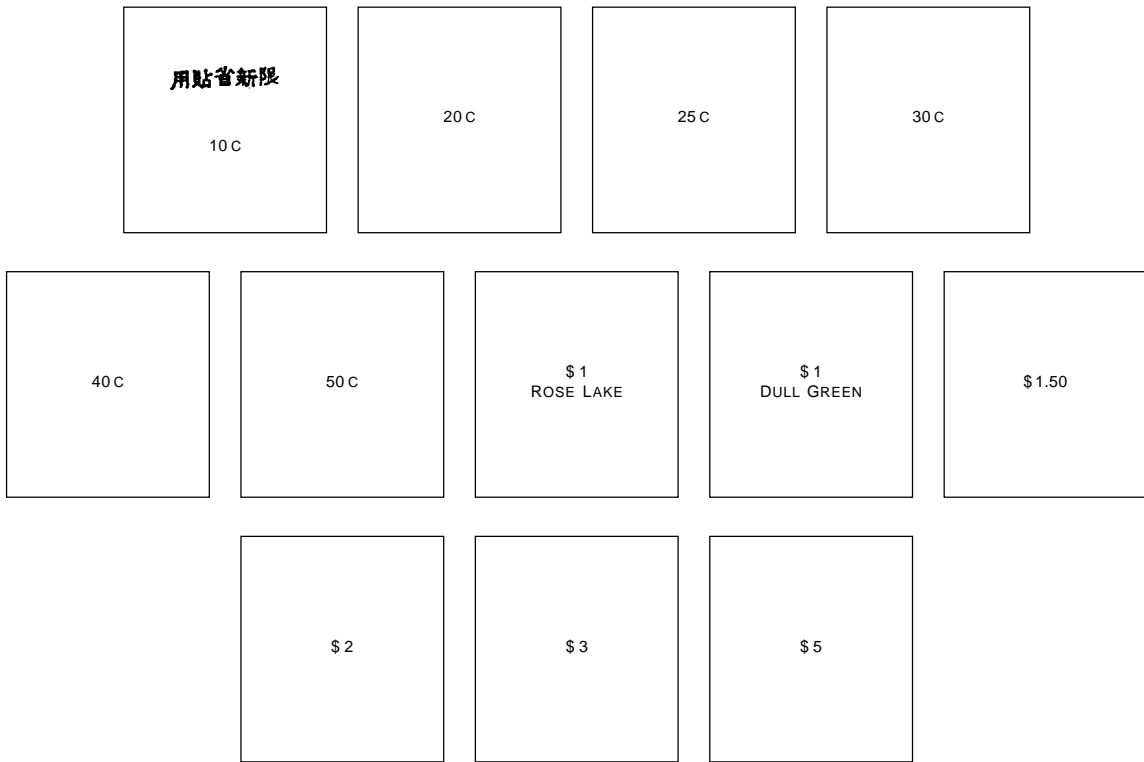 用貼省新限
10 C
20 C
25 C
30 C
40 C
50 C
$ 1
ROSE LAKE
$ 1
DULL GREEN
$ 1.50
$ 2
$ 3
$ 5